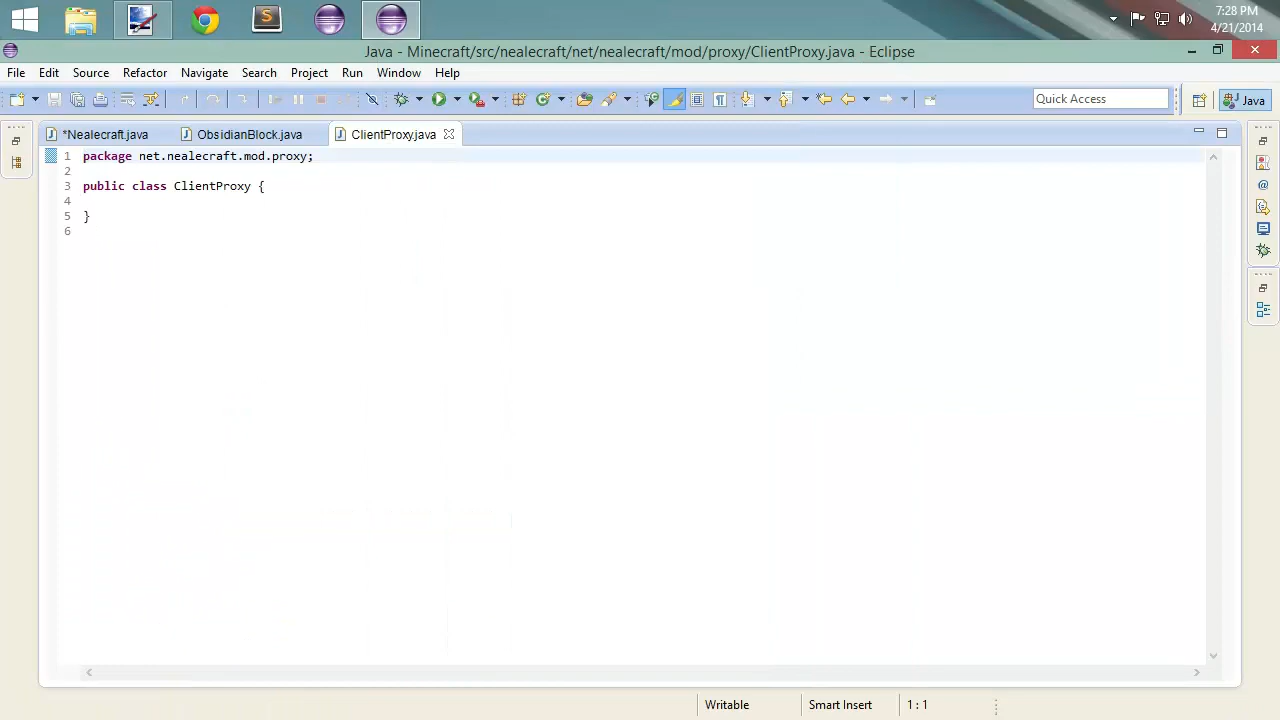 7:28 PM
4/21/2014
Java - Minecraft/src/nealecraft/net/nealecraft/mod/proxy/ClientProxy.java - Eclipse
File Edit Source Refactor Navigate Search Project Run Window Help
Quick Access
Java
*Nealecraft.java ObsidianBlock.java ClientProxy.java
1 package net.nealecraft.mod.proxy;
2
3 public class ClientProxy {
4
5 }
6
Writable Smart Insert 1 : 1